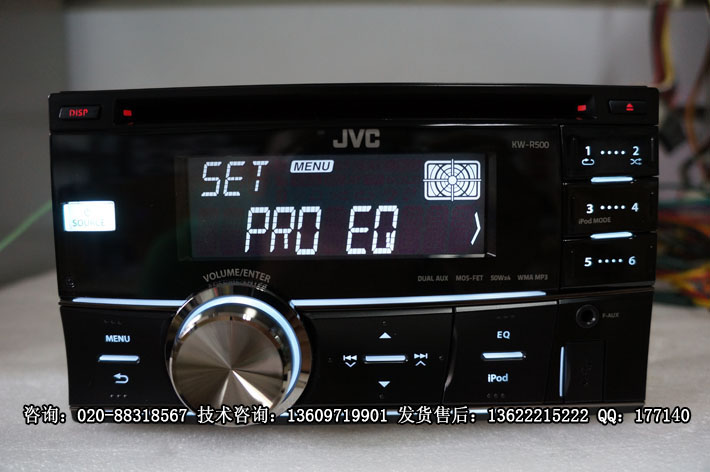 DISP
JVC
KW-R500
SET MENU
PRO EQ
SOURCE
1 2
3 4
iPod MODE
5 6
VOLUME/ENTER
DUAL AUX MOS-FET 50W×4 WMA MP3
MENU
EQ
iPod
F-AUX
咨询：020-88318567 技术咨询：13609719901 发货售后：13622215222 QQ：177140